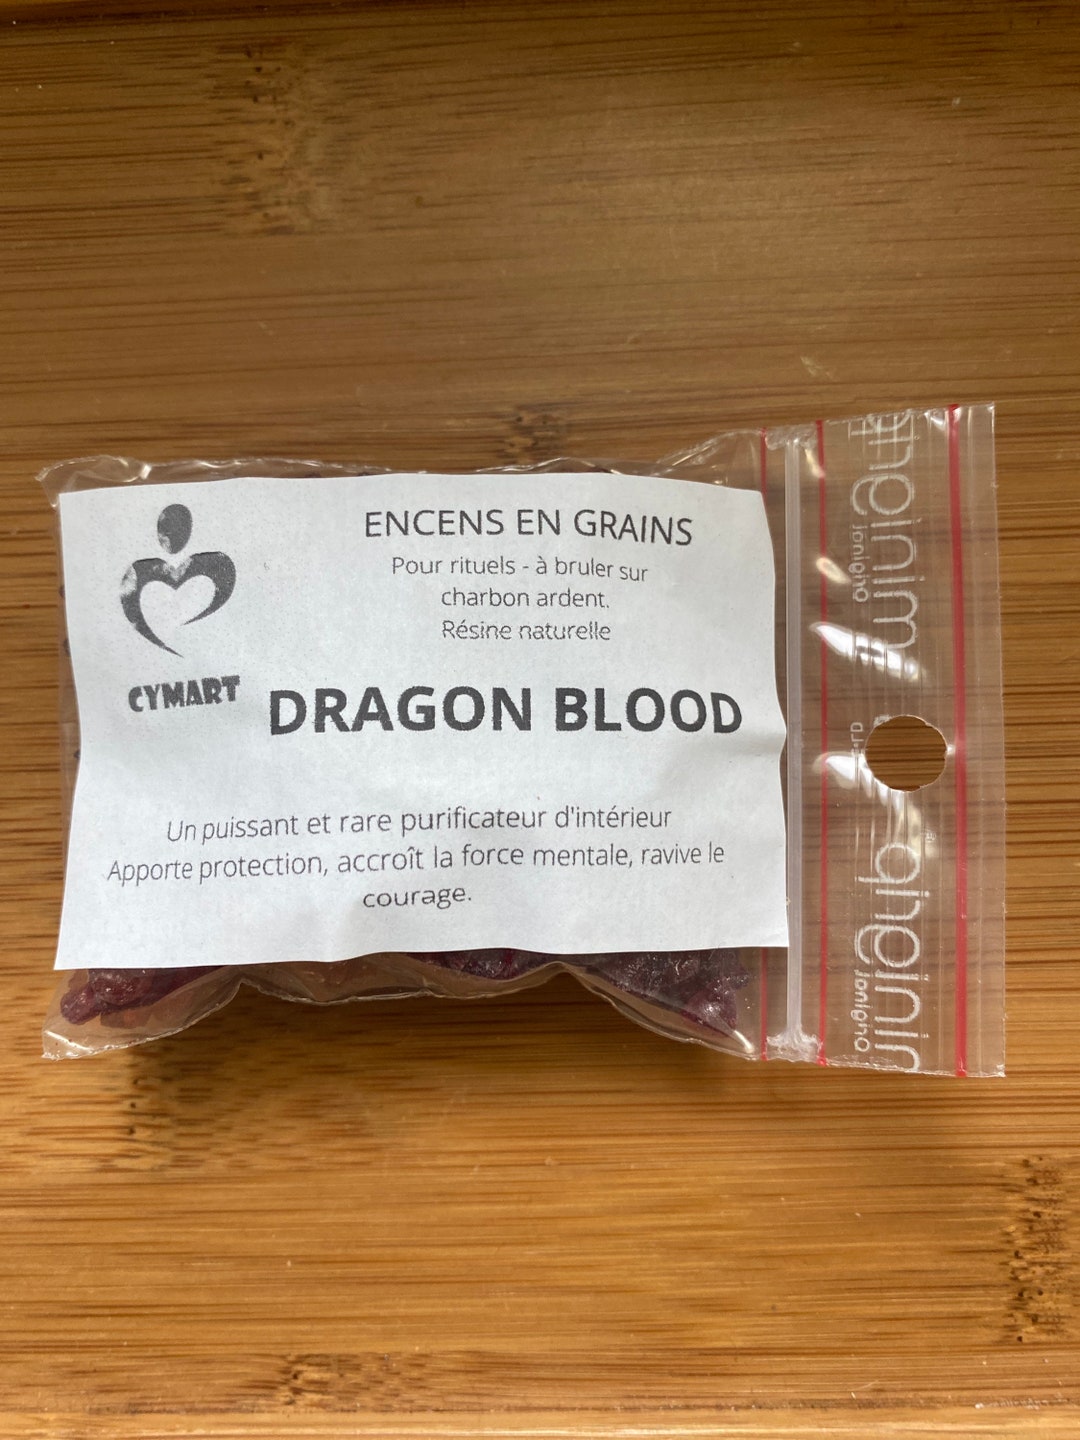 ENCENS EN GRAINS
Pour rituels - à bruler sur
charbon ardent.
Résine naturelle
CYMART
DRAGON BLOOD
Un puissant et rare purificateur d'intérieur
Apporte protection, accroît la force mentale, ravive le
courage.
minigrip
Original
Original